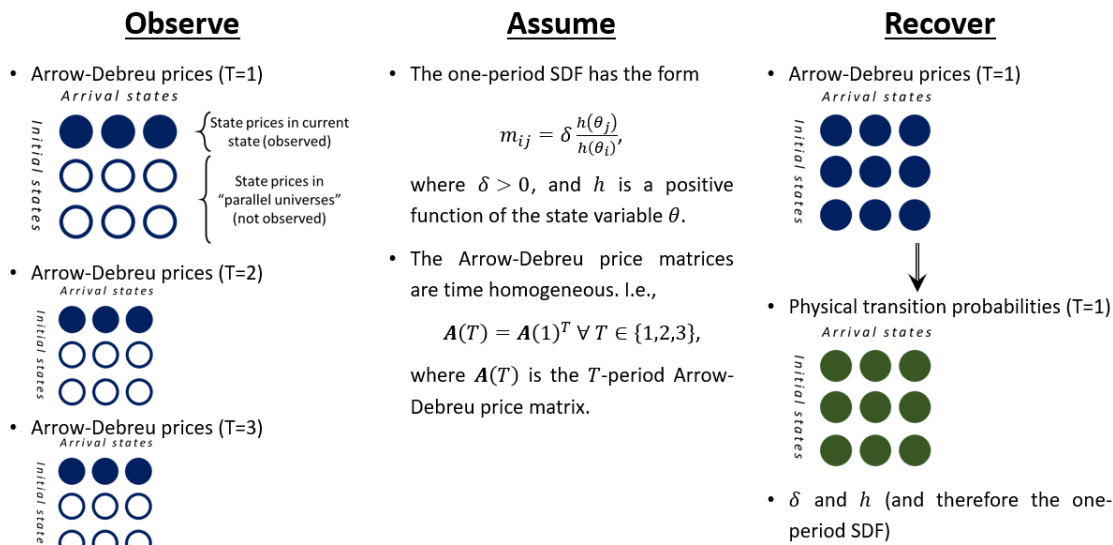 Observe
• Arrow-Debreu prices (T=1)
Arrival states
Initial states
State prices in current
state (observed)
State prices in
"parallel universes"
(not observed)
• Arrow-Debreu prices (T=2)
Arrival states
Initial states
• Arrow-Debreu prices (T=3)
Arrival states
Initial states
Assume
• The one-period SDF has the form
m_{ij} = δ \frac{h(θ_j)}{h(θ_i)},
where δ > 0, and h is a positive
function of the state variable θ.
• The Arrow-Debreu price matrices
are time homogeneous. I.e.,
A(T) = A(1)^T ∀ T ∈ {1,2,3},
where A(T) is the T-period Arrow-
Debreu price matrix.
Recover
• Arrow-Debreu prices (T=1)
Arrival states
Initial states
• Physical transition probabilities (T=1)
Arrival states
Initial states
• δ and h (and therefore the one-
period SDF)